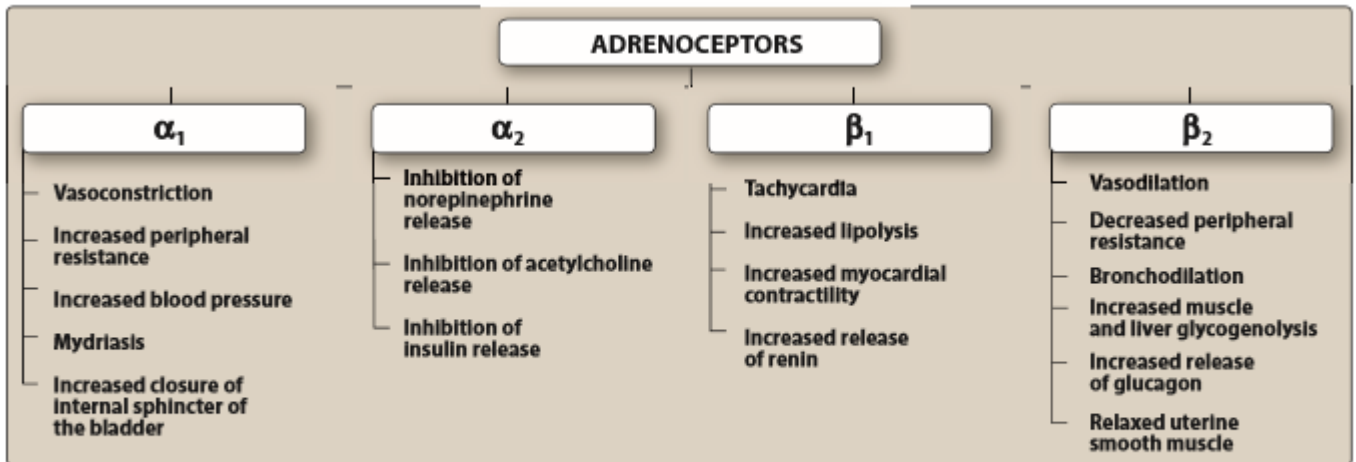 ADRENOCEPTORS
α1
Vasoconstriction
Increased peripheral
resistance
Increased blood pressure
Mydriasis
Increased closure of
internal sphincter of
the bladder
α2
Inhibition of
norepinephrine
release
Inhibition of acetylcholine
release
Inhibition of
insulin release
β1
Tachycardia
Increased lipolysis
Increased myocardial
contractility
Increased release
of renin
β2
Vasodilation
Decreased peripheral
resistance
Bronchodilation
Increased muscle
and liver glycogenolysis
Increased release
of glucagon
Relaxed uterine
smooth muscle